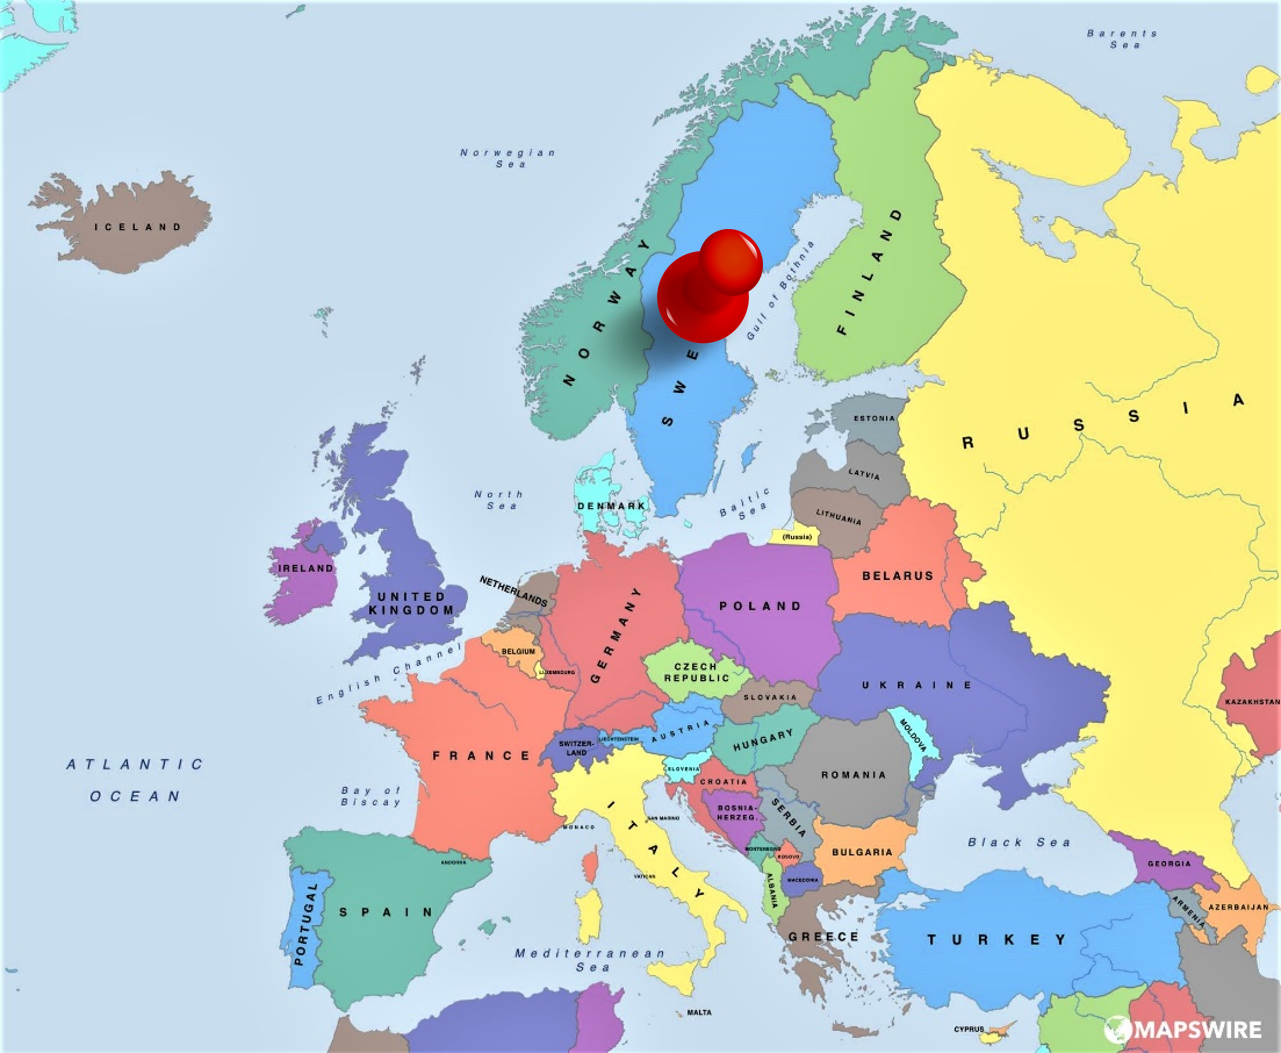 Barents
Sea
Norwegian
Sea
ICELAND
NORWAY
SWE
FINLAND
Gulf of Bothnia
RUSSIA
ESTONIA
LATVIA
LITHUANIA
(Russia)
Baltic
Sea
North
Sea
DENMARK
IRELAND
UNITED
KINGDOM
NETHERLANDS
BELGIUM
LUXEMBOURG
GERMANY
POLAND
BELARUS
English Channel
CZECH
REPUBLIC
SLOVAKIA
UKRAINE
KAZAKHSTAN
ATLANTIC
OCEAN
Bay of
Biscay
FRANCE
SWITZER-
LAND
LIECHTENSTEIN
AUSTRIA
HUNGARY
MOLDOVA
SLOVENIA
CROATIA
ROMANIA
BOSNIA-
HERZEG.
SERBIA
ITALY
MONACO
SAN MARINO
VATICAN
MONTENEGRO
KOSOVO
BULGARIA
Black Sea
GEORGIA
ANDORRA
PORTUGAL
SPAIN
ALBANIA
MACEDONIA
GREECE
TURKEY
ARMENIA
AZERBAIJAN
Mediterranean
Sea
MALTA
CYPRUS
MAPSWIRE